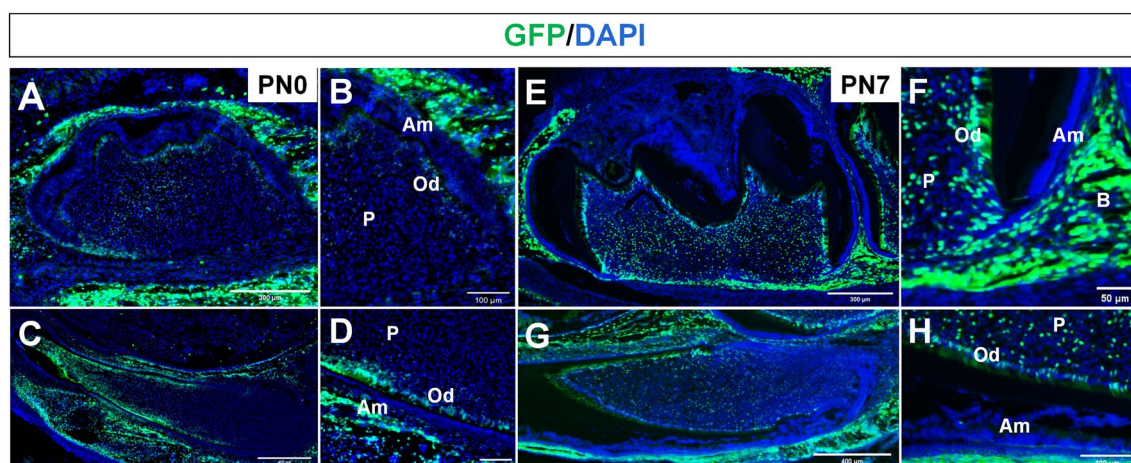 GFP/DAPI
A PN0
B
Am
Od
P
300 µm
100 µm
E PN7
F
Od
Am
P
B
300 µm
50 µm
C
D
P
Od
Am
G
400 µm
H
P
Od
Am